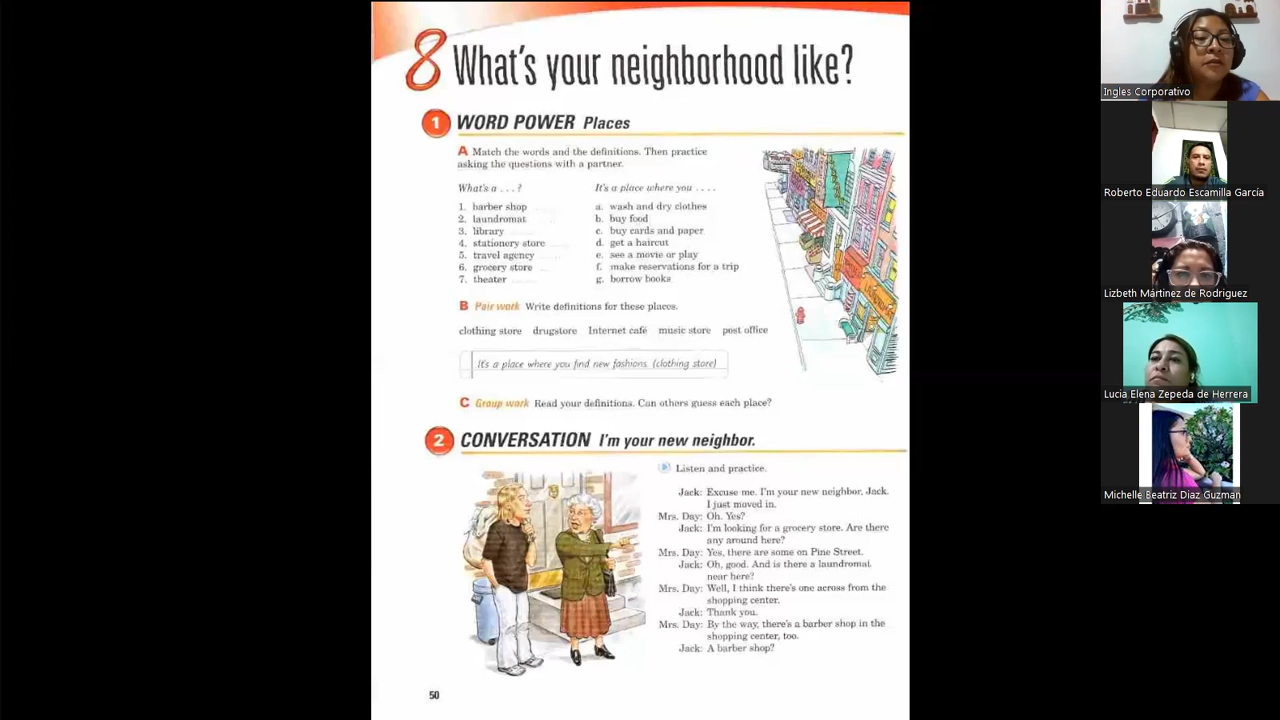 8 What's your neighborhood like?
1 WORD POWER Places
A Match the words and the definitions. Then practice
asking the questions with a partner.
What's a . . . ?
It's a place where you . . . .
1. barber shop
2. laundromat
3. library
4. stationery store
5. travel agency
6. grocery store
7. theater
a. wash and dry clothes
b. buy food
c. buy cards and paper
d. get a haircut
e. see a movie or play
f. make reservations for a trip
g. borrow books
B Pair work Write definitions for these places.
clothing store drugstore Internet café music store post office
It's a place where you find new fashions. (clothing store)
C Group work Read your definitions. Can others guess each place?
2 CONVERSATION I'm your new neighbor.
Listen and practice.
Jack: Excuse me. I'm your new neighbor, Jack.
I just moved in.
Mrs. Day: Oh. Yes?
Jack: I'm looking for a grocery store. Are there
any around here?
Mrs. Day: Yes, there are some on Pine Street.
Jack: Oh, good. And is there a laundromat
near here?
Mrs. Day: Well, I think there's one across from the
shopping center.
Jack: Thank you.
Mrs. Day: By the way, there's a barber shop in the
shopping center, too.
Jack: A barber shop?
50
Ingles Corporativo
Roberto Eduardo Escamilla García
Lizbeth Mártinez de Rodriguez
Lucia Elena Zepeda de Herrera
Michelle Beatriz Diaz Guzman